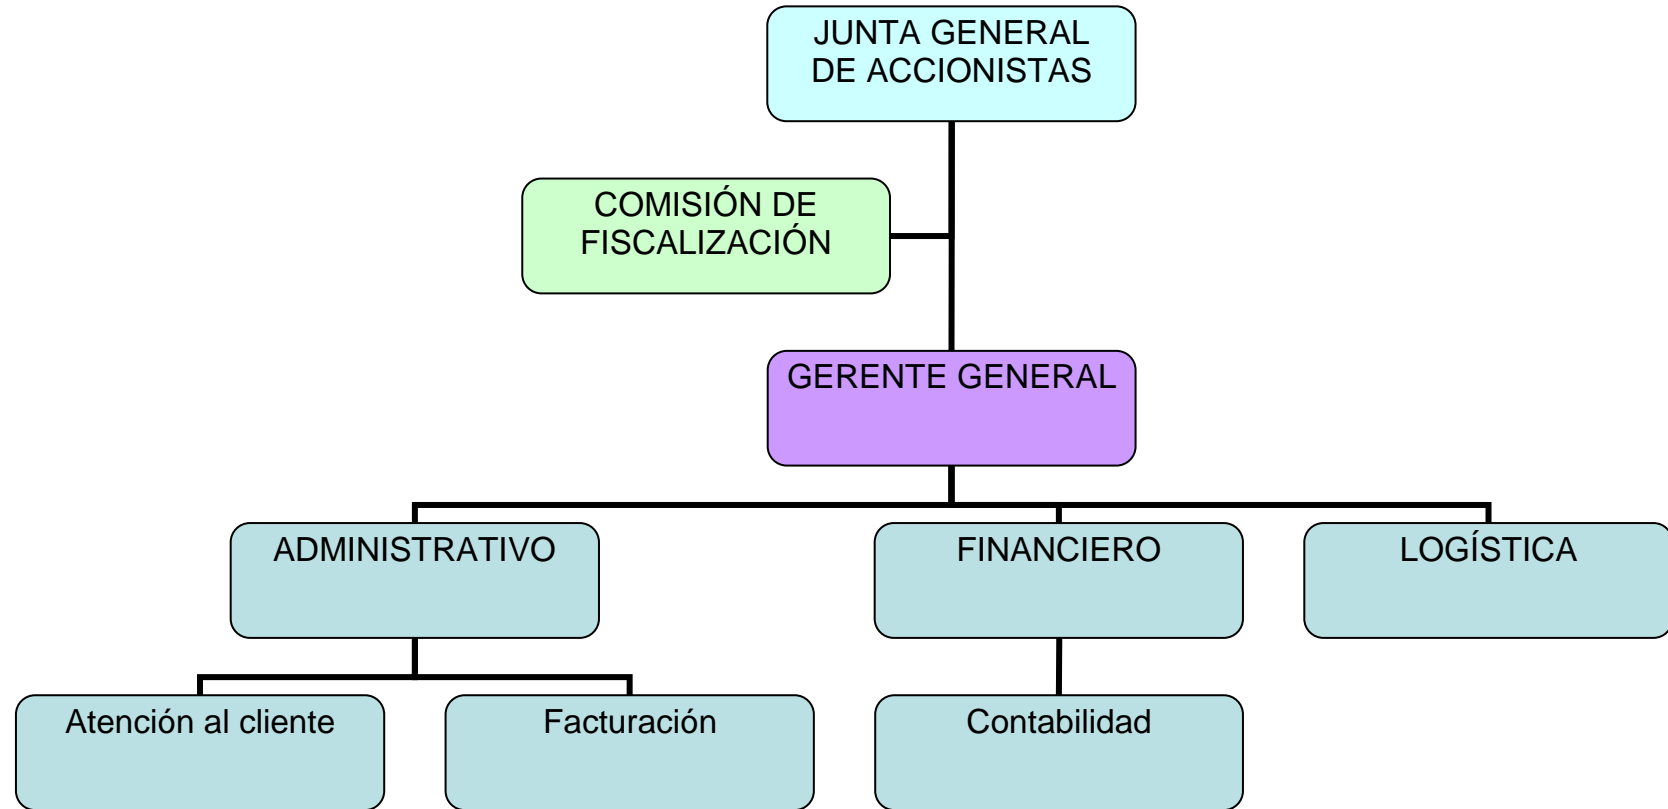 JUNTA GENERAL
DE ACCIONISTAS
COMISIÓN DE
FISCALIZACIÓN
GERENTE GENERAL
ADMINISTRATIVO
FINANCIERO
LOGÍSTICA
Atención al cliente
Facturación
Contabilidad